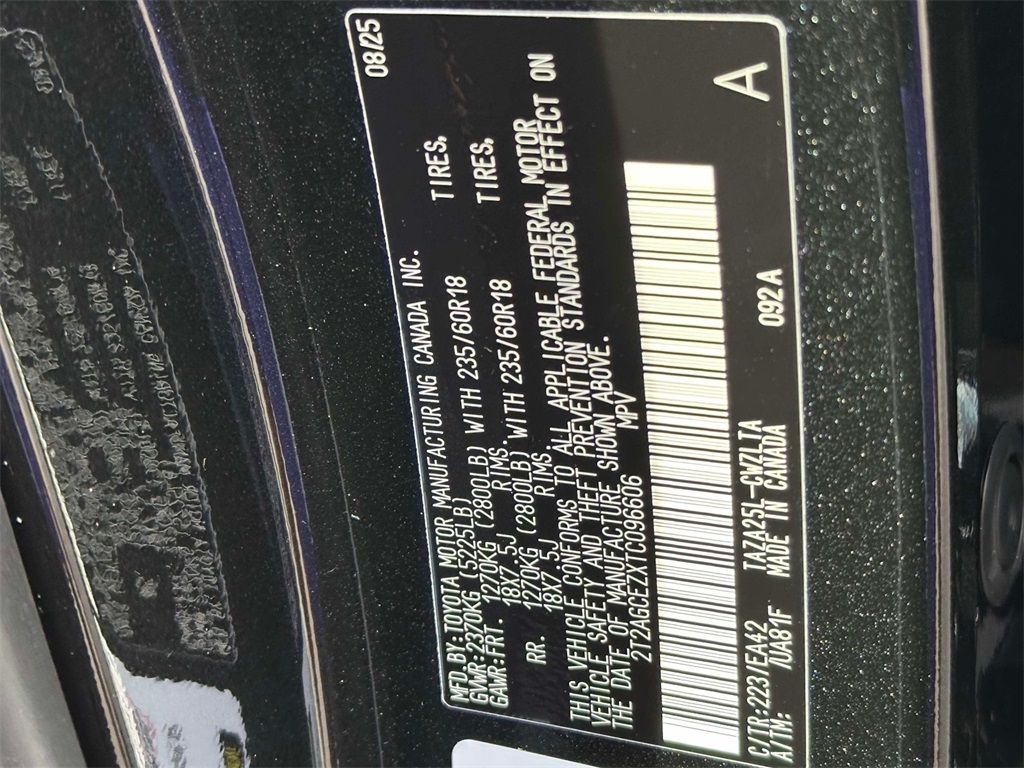 08/25
MFD.BY:TOYOTA MOTOR MANUFACTURING CANADA INC.
GVWR:2370KG (5225LB)
GAWR:FRT. 1270KG (2800LB) WITH 235/60R18 TIRES,
18X7.5J RIMS.
RR. 1270KG (2800LB) WITH 235/60R18 TIRES,
18X7.5J RIMS.
THIS VEHICLE CONFORMS TO ALL APPLICABLE FEDERAL MOTOR
VEHICLE SAFETY AND THEFT PREVENTION STANDARDS IN EFFECT ON
THE DATE OF MANUFACTURE SHOWN ABOVE.
2T2AGCEZXTC096606 MPV
C/TR:223/EA42 TAZA25L-CWZLTA 092A
A/TM: /UA81F MADE IN CANADA
A